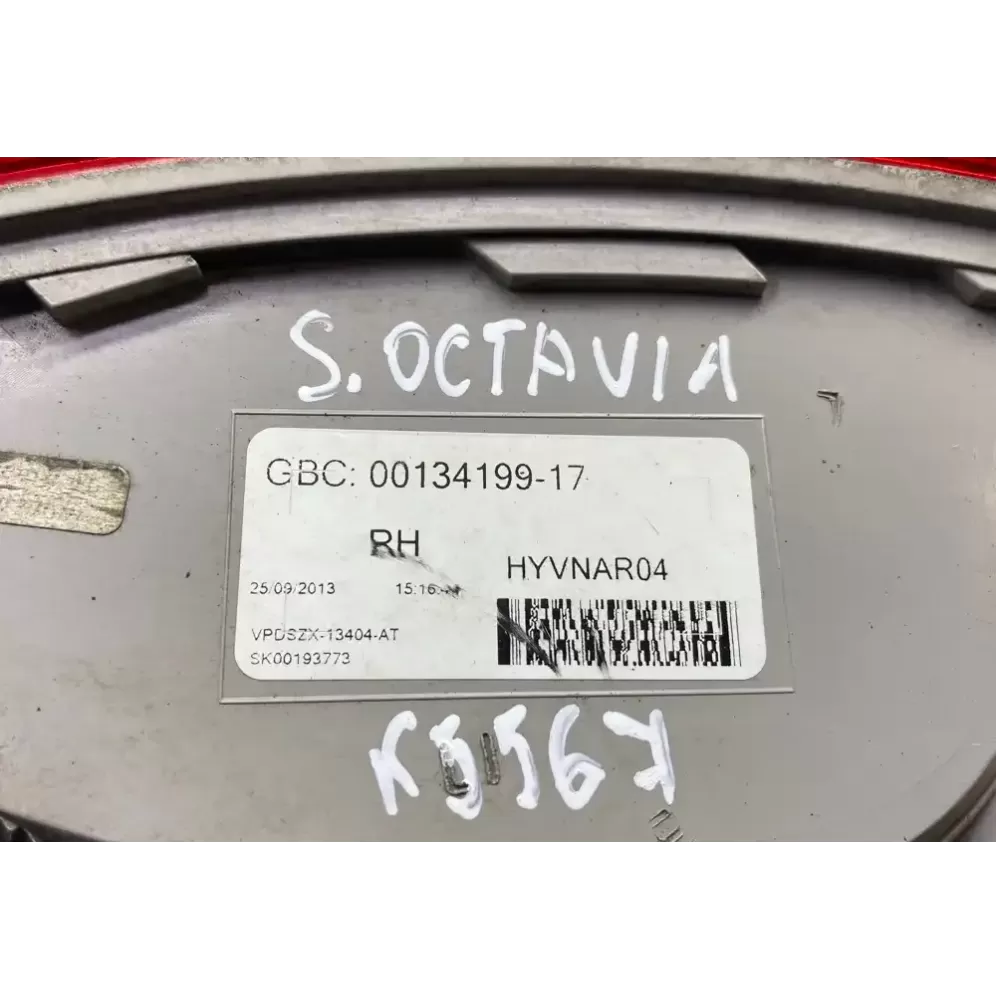 S. OCTAVIA
GBC: 00134199-17
RH
HYVNAR04
25/09/2013
VPDSZX-13404-AT
SK00193773